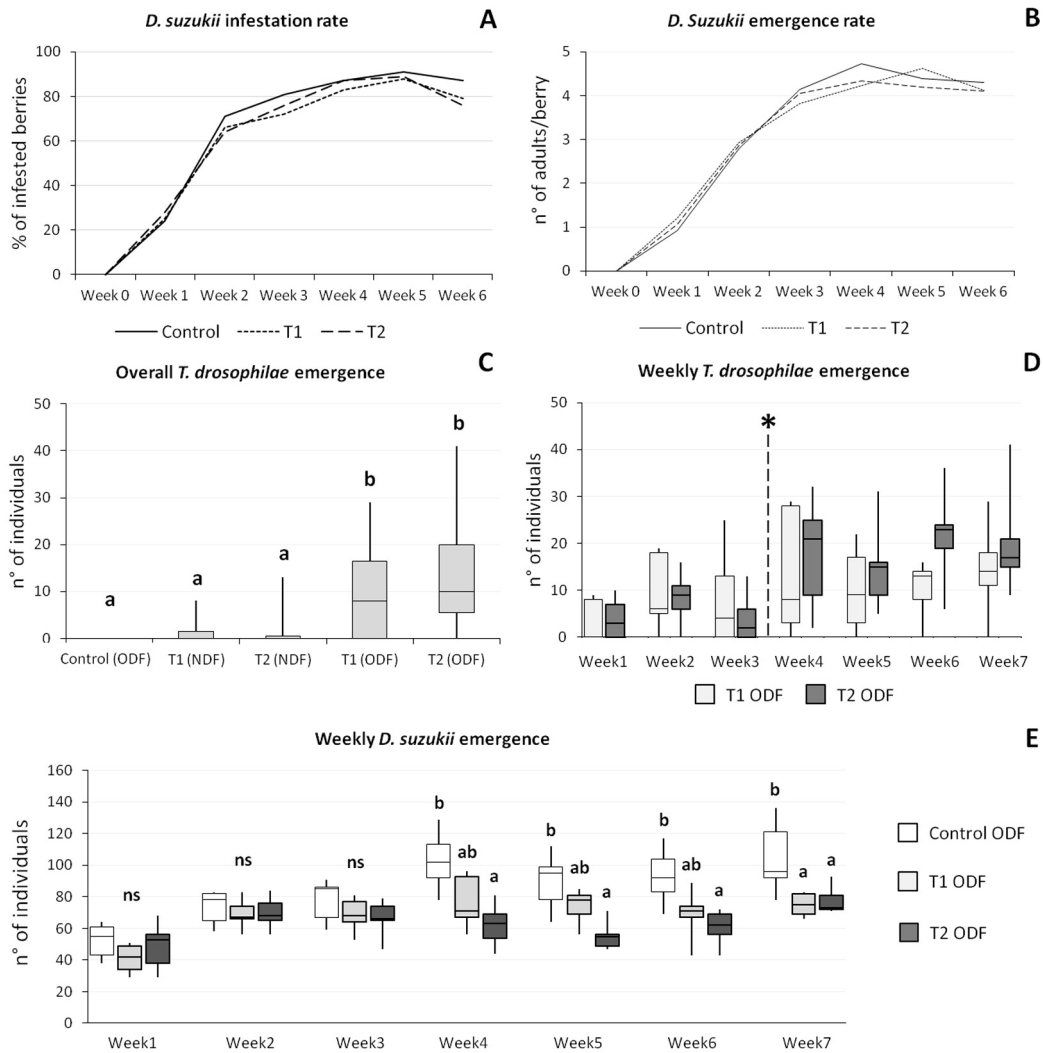 D. suzukii infestation rate
A
% of infested berries
100
80
60
40
20
0
Week 0 Week 1 Week 2 Week 3 Week 4 Week 5 Week 6
Control T1 T2
D. Suzukii emergence rate
B
n° of adults/berry
5
4
3
2
1
0
Week 0 Week 1 Week 2 Week 3 Week 4 Week 5 Week 6
Control T1 T2
Overall T. drosophilae emergence
C
n° of individuals
50
40
30
20
10
0
a a a b b
Control (ODF) T1 (NDF) T2 (NDF) T1 (ODF) T2 (ODF)
Weekly T. drosophilae emergence
D
n° of individuals
50
40
30
20
10
0
*
Week1 Week2 Week3 Week4 Week5 Week6 Week7
T1 ODF T2 ODF
Weekly D. suzukii emergence
E
n° of individuals
160
140
120
100
80
60
40
20
0
ns ns ns b ab a b ab a b ab a b a a
Week1 Week2 Week3 Week4 Week5 Week6 Week7
Control ODF
T1 ODF
T2 ODF